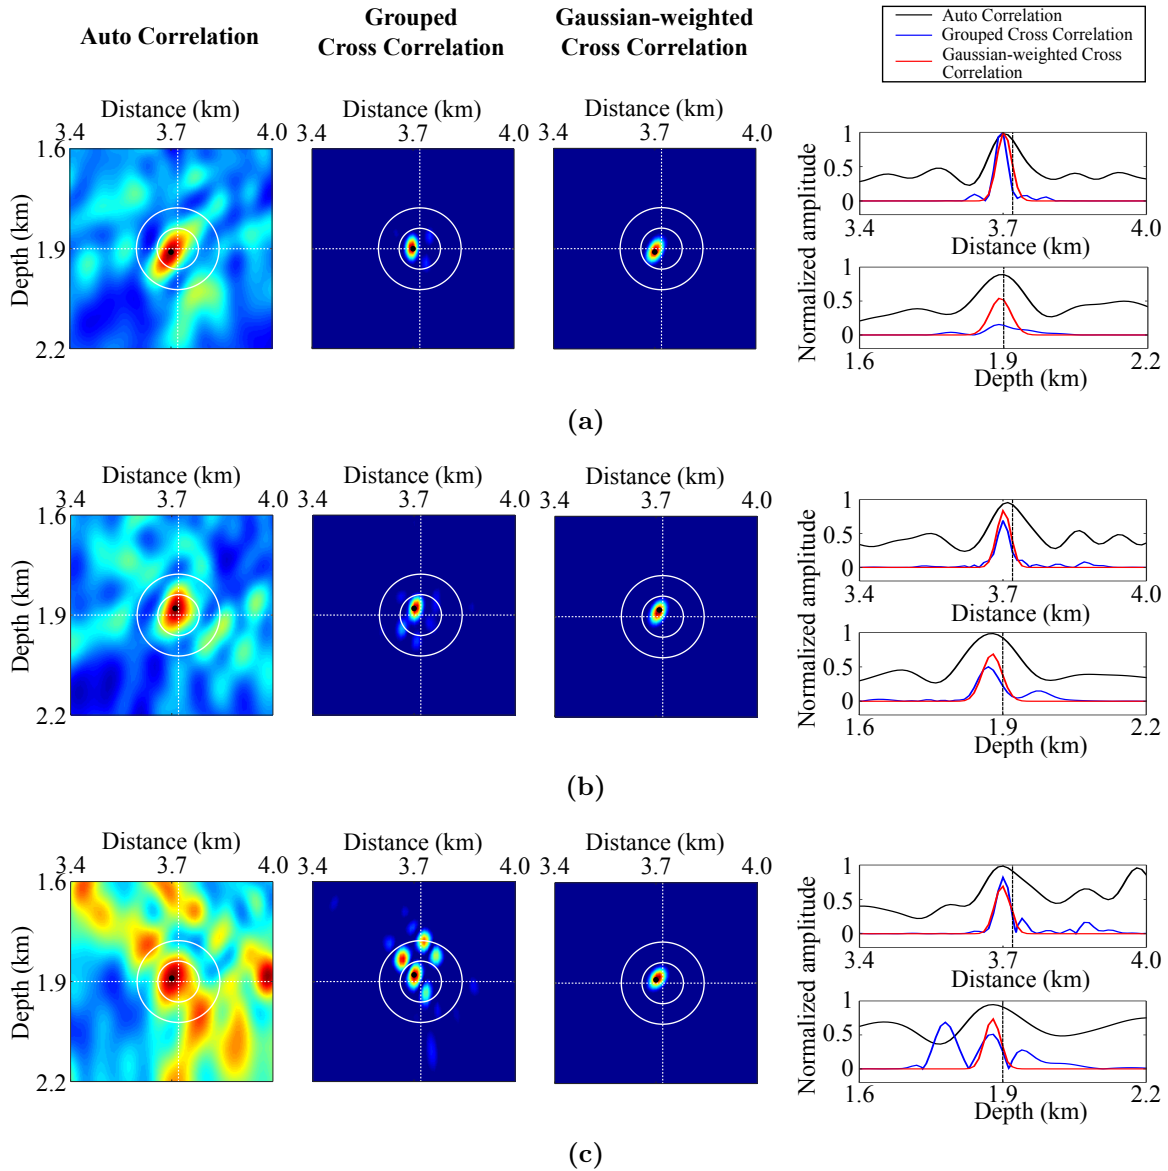 Auto Correlation
Grouped
Cross Correlation
Gaussian-weighted
Cross Correlation
Auto Correlation
Grouped Cross Correlation
Gaussian-weighted Cross
Correlation
Distance (km)
3.4 3.7 4.0
Distance (km)
3.4 3.7 4.0
Distance (km)
3.4 3.7 4.0
Depth (km)
1.6
1.9
2.2
Normalized amplitude
1
0.5
0
3.4 3.7 4.0
Distance (km)
1
0.5
0
1.6 1.9 2.2
Depth (km)
(a)
Distance (km)
3.4 3.7 4.0
Distance (km)
3.4 3.7 4.0
Distance (km)
3.4 3.7 4.0
Depth (km)
1.6
1.9
2.2
Normalized amplitude
1
0.5
0
3.4 3.7 4.0
Distance (km)
1
0.5
0
1.6 1.9 2.2
Depth (km)
(b)
Distance (km)
3.4 3.7 4.0
Distance (km)
3.4 3.7 4.0
Distance (km)
3.4 3.7 4.0
Depth (km)
1.6
1.9
2.2
Normalized amplitude
1
0.5
0
3.4 3.7 4.0
Distance (km)
1
0.5
0
1.6 1.9 2.2
Depth (km)
(c)